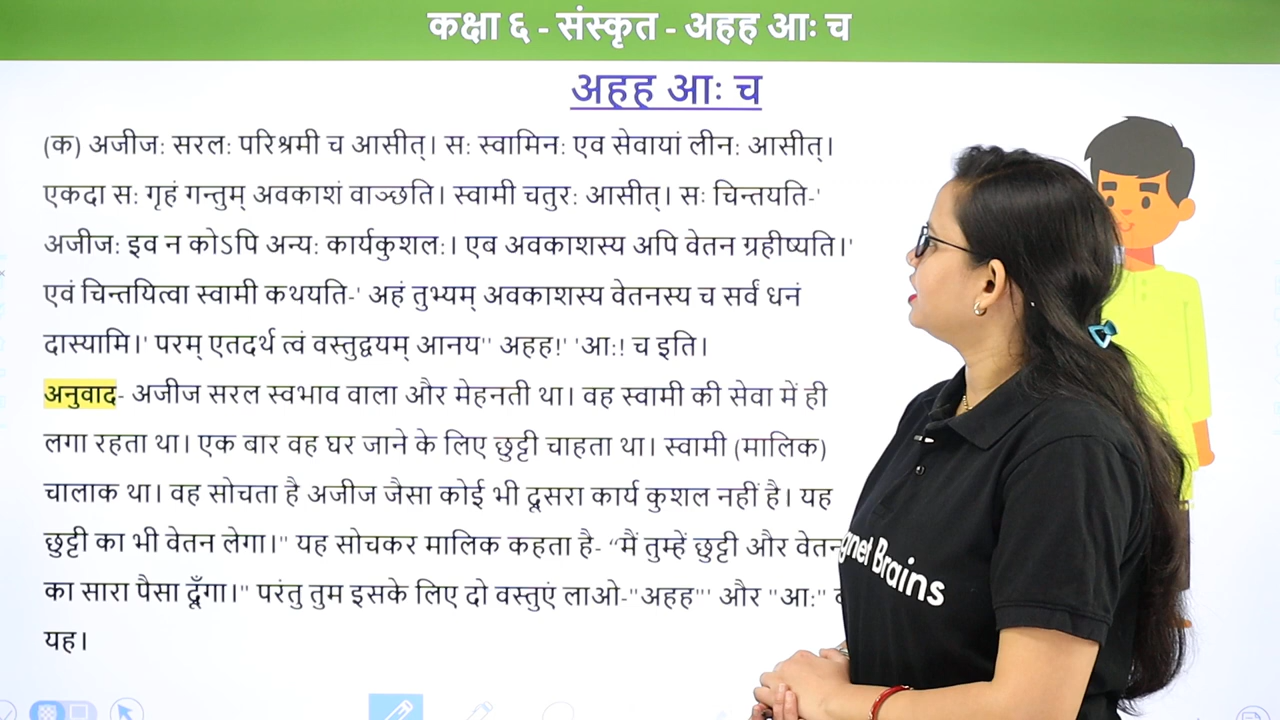 कक्षा ६ - संस्कृत - अहह आः च
अहह आः च
(क) अजीज: सरल: परिश्रमी च आसीत्। स: स्वामिन: एव सेवायां लीन: आसीत्।
एकदा स: गृहं गन्तुम् अवकाशं वाञ्छति। स्वामी चतुर: आसीत्। सः चिन्तयति-'
अजीज: इव न कोऽपि अन्य: कार्यकुशल:। एब अवकाशस्य अपि वेतन ग्रहीष्यति।'
एवं चिन्तयित्वा स्वामी कथयति-' अहं तुभ्यम् अवकाशस्य वेतनस्य च सर्वं धनं
दास्यामि।' परम् एतदर्थ त्वं वस्तुद्वयम् आनय'' अहह!' 'आ:! च इति।
अनुवाद- अजीज सरल स्वभाव वाला और मेहनती था। वह स्वामी की सेवा में ही
लगा रहता था। एक बार वह घर जाने के लिए छुट्टी चाहता था। स्वामी (मालिक)
चालाक था। वह सोचता है अजीज जैसा कोई भी दूसरा कार्य कुशल नहीं है। यह
छुट्टी का भी वेतन लेगा।" यह सोचकर मालिक कहता है- “मैं तुम्हें छुट्टी और वेतन
का सारा पैसा दूँगा।" परंतु तुम इसके लिए दो वस्तुएं लाओ-"अहह"' और "आ:"
यह।
gnet Brains